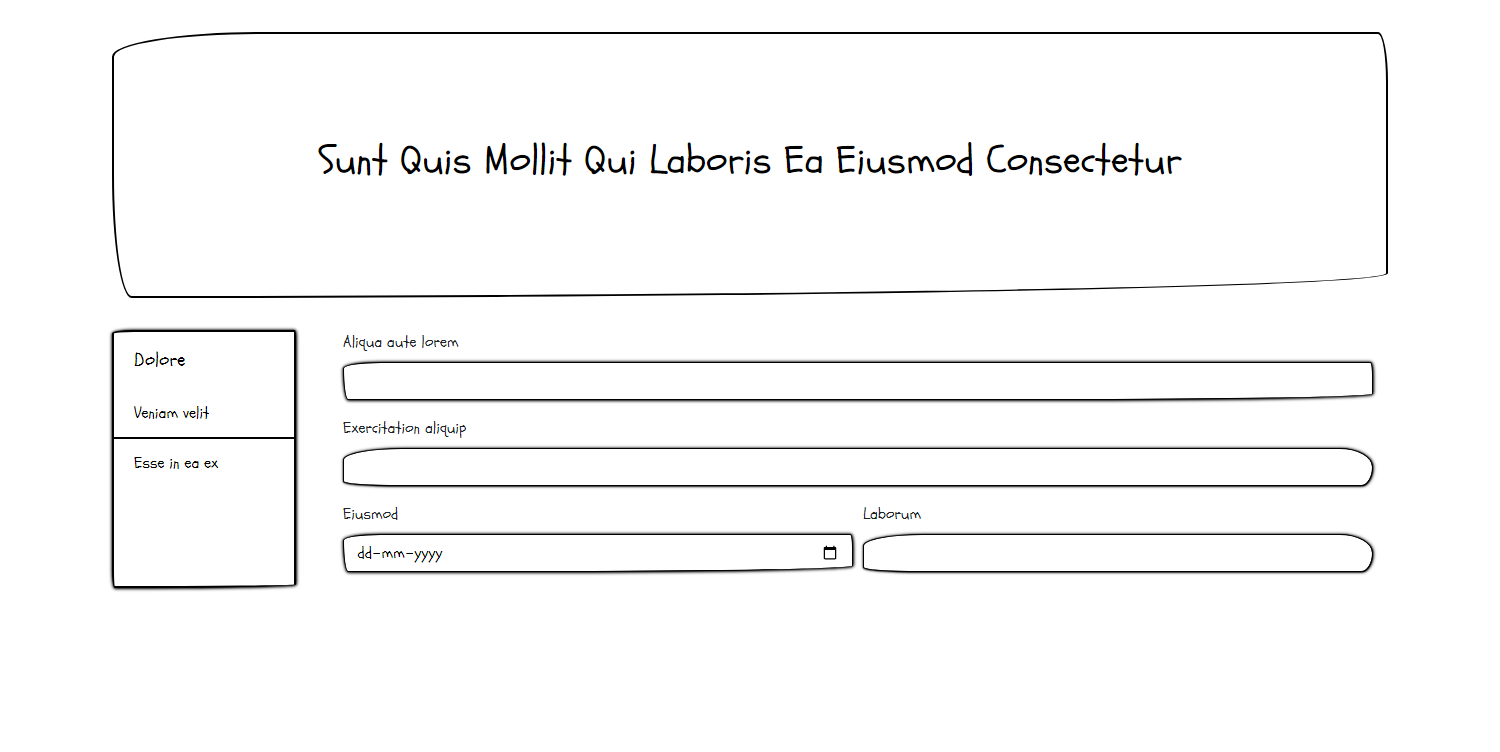 Sunt Quis Mollit Qui Laboris Ea Eiusmod Consectetur
Dolore
Veniam velit
Esse in ea ex
Aliqua aute lorem
Exercitation aliquip
Eiusmod
Laborum
dd-mm-yyyy